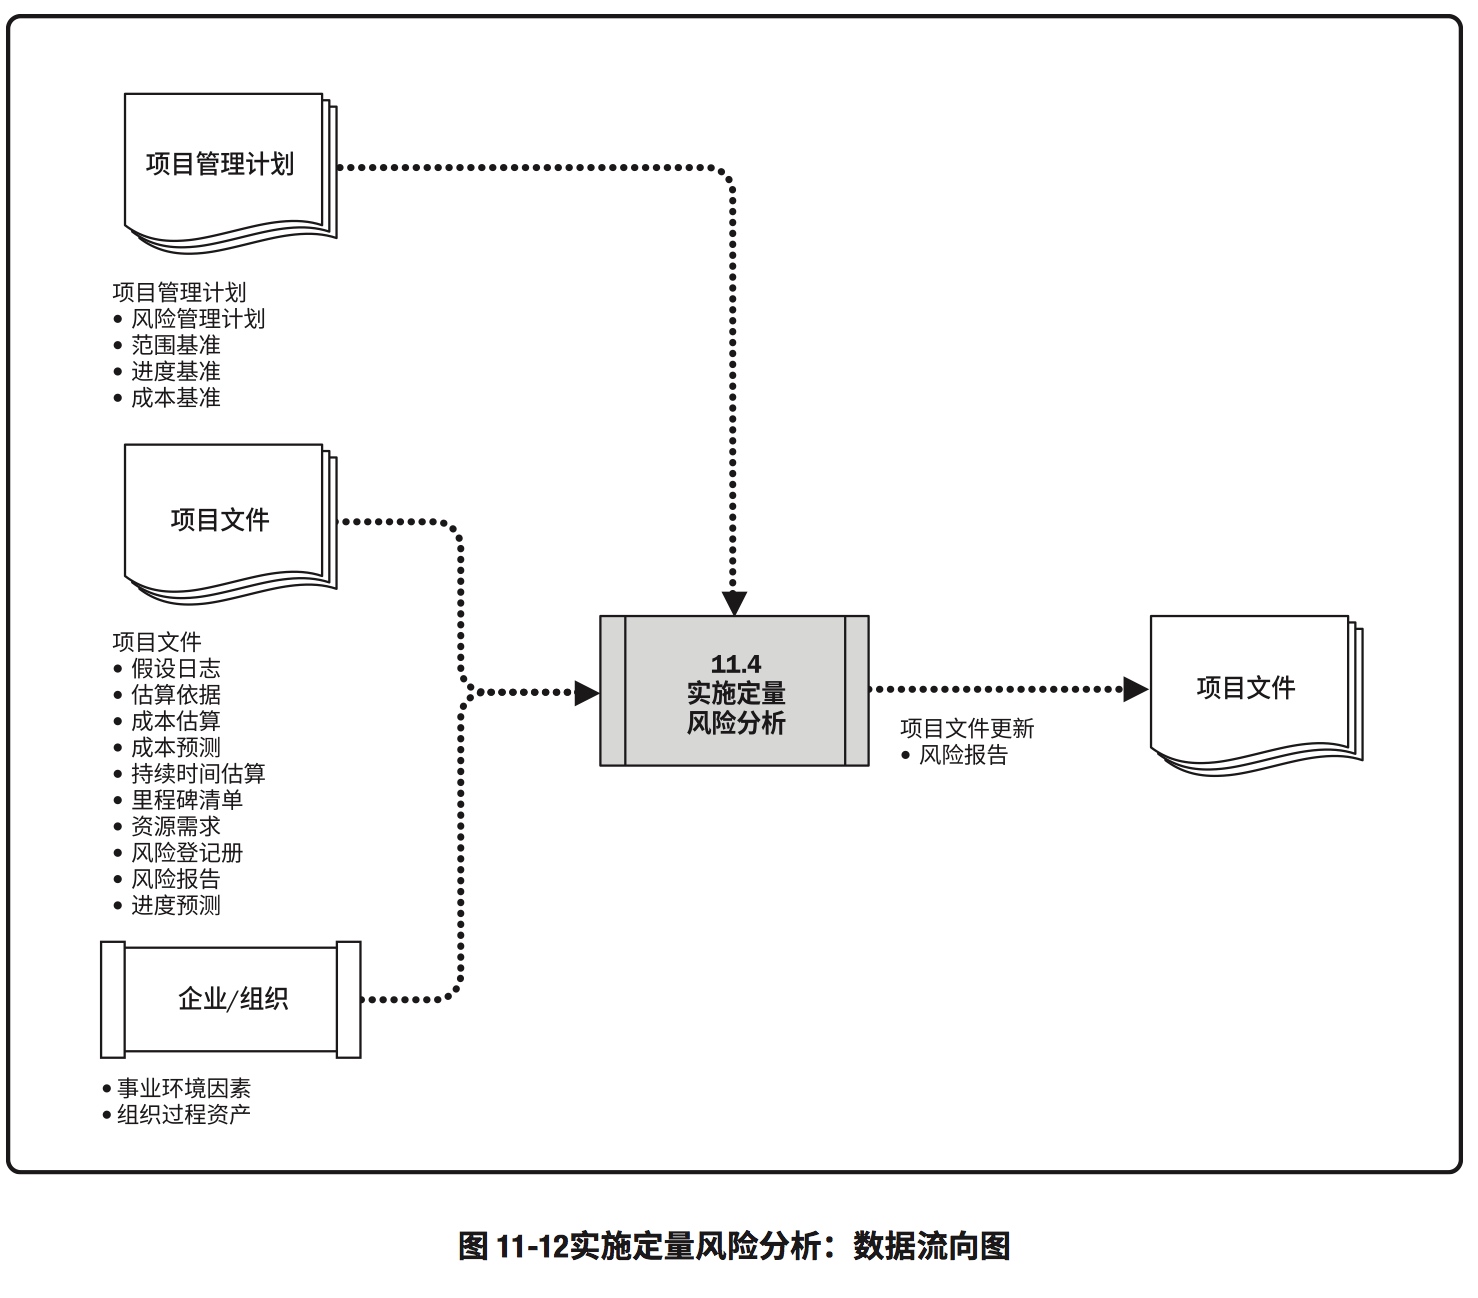 项目管理计划
项目管理计划
● 风险管理计划
● 范围基准
● 进度基准
● 成本基准
项目文件
项目文件
● 假设日志
● 估算依据
● 成本估算
● 成本预测
● 持续时间估算
● 里程碑清单
● 资源需求
● 风险登记册
● 风险报告
● 进度预测
企业/组织
● 事业环境因素
● 组织过程资产
11.4
实施定量
风险分析
项目文件更新
● 风险报告
项目文件
图 11-12实施定量风险分析：数据流向图